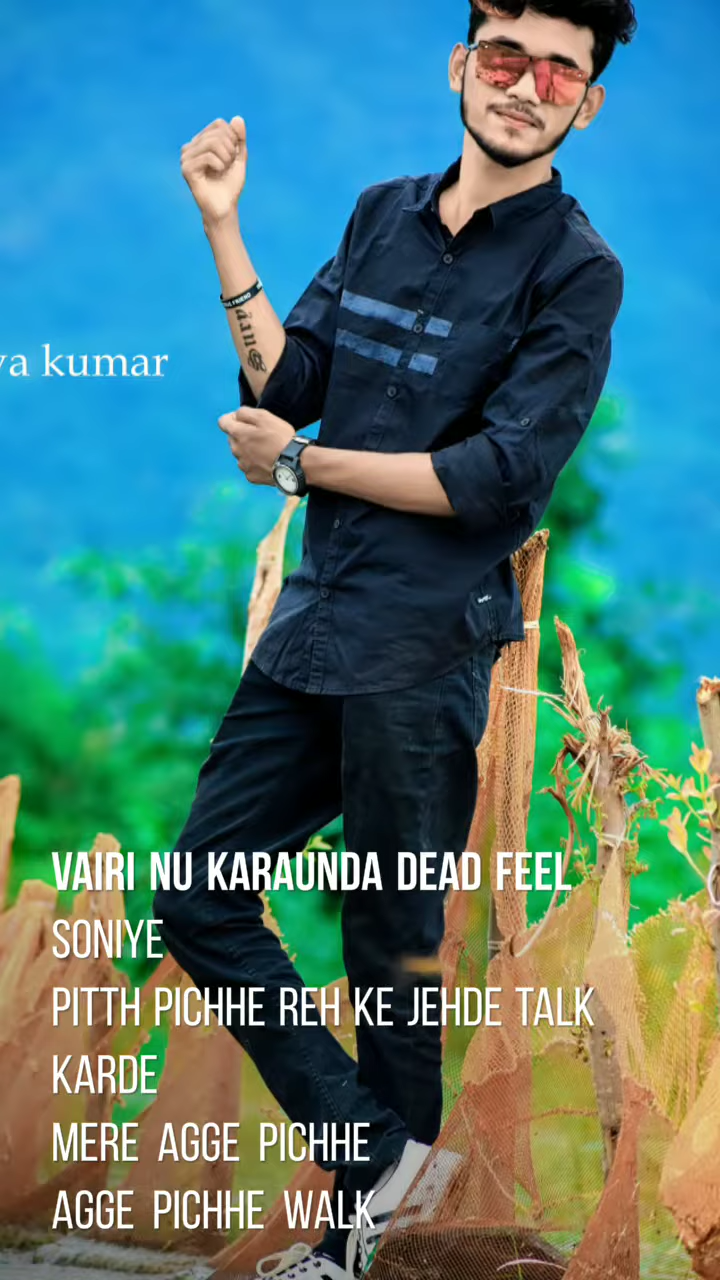 va kumar
VAIRI NU KARAUNDA DEAD FEEL
SONIYE
PITTH PICHHE REH KE JEHDE TALK
KARDE
MERE AGGE PICHHE
AGGE PICHHE WALK